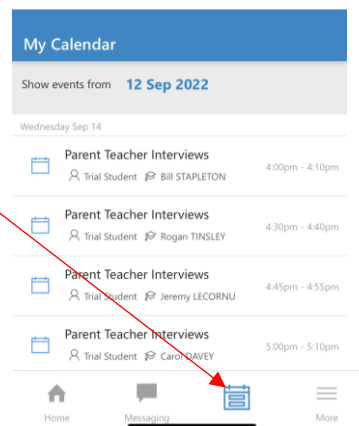 My Calendar
Show events from 12 Sep 2022
Wednesday Sep 14
Parent Teacher Interviews
Trial Student Bill STAPLETON
4:00pm - 4:10pm
Parent Teacher Interviews
Trial Student Rogan TINSLEY
4:30pm - 4:40pm
Parent Teacher Interviews
Trial Student Jeremy LECORNU
4:45pm - 4:55pm
Parent Teacher Interviews
Trial Student Carol DAVEY
5:00pm - 5:10pm
Home Messaging More